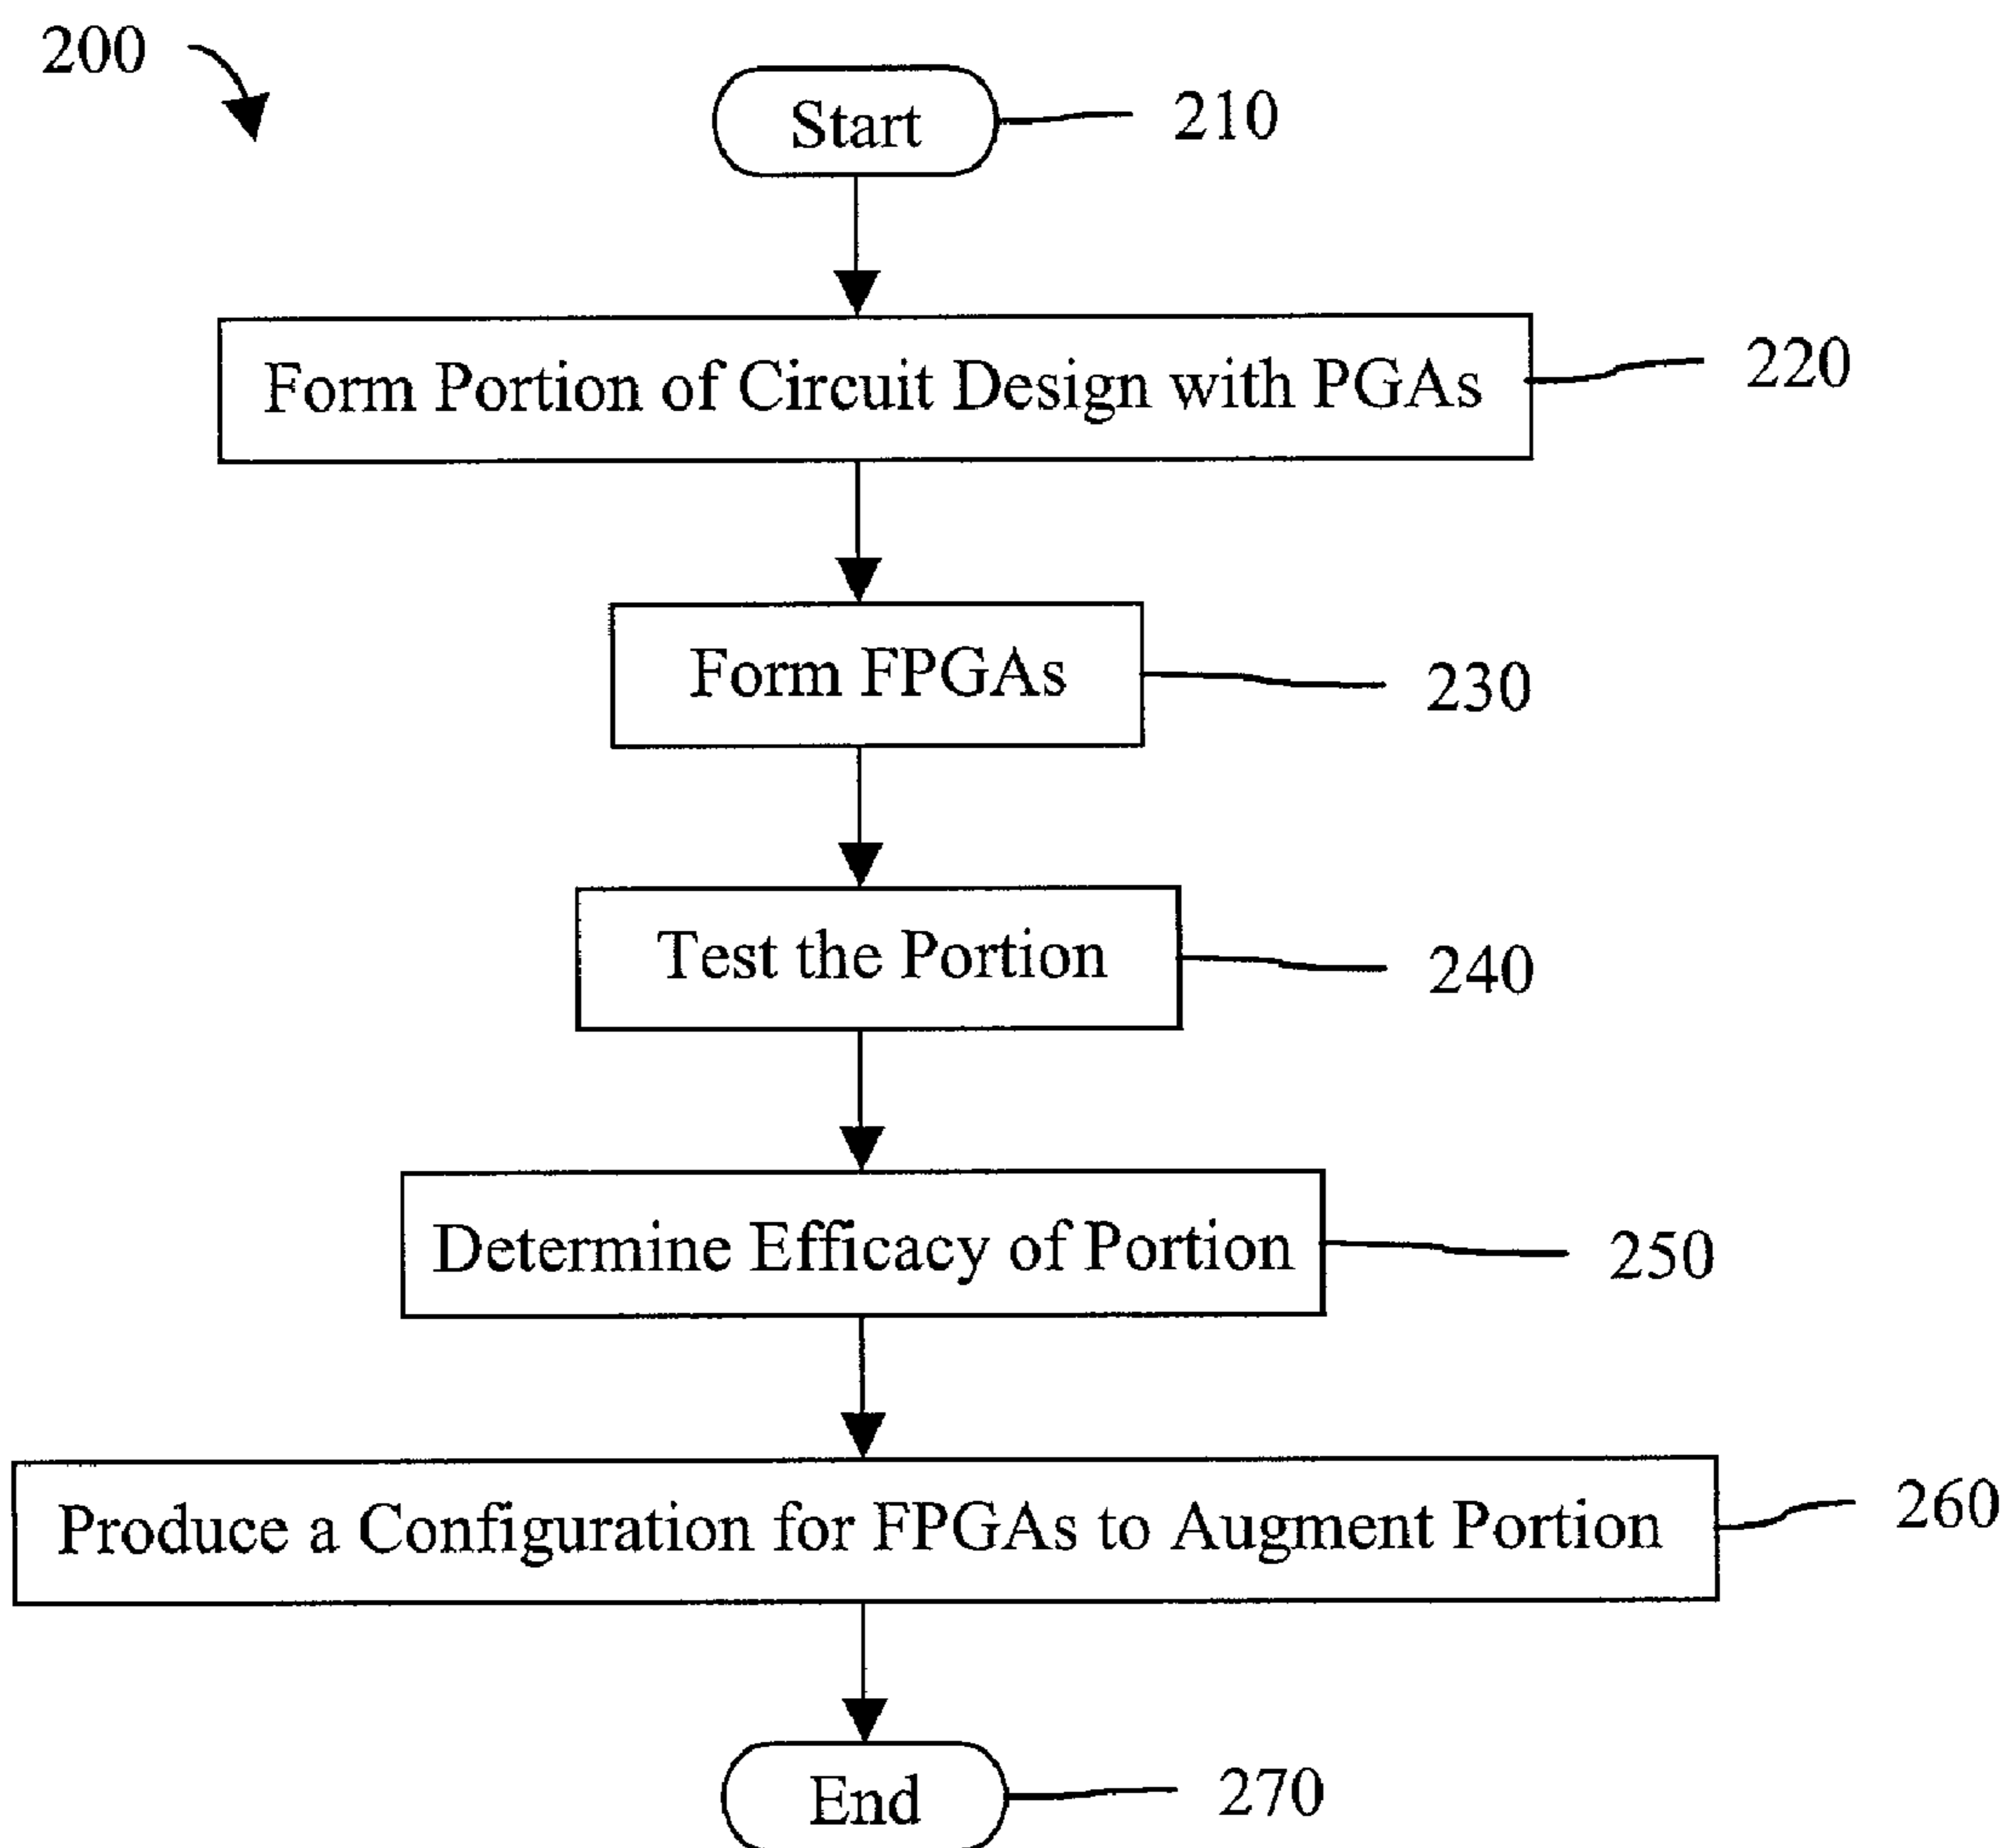 200
Start
210
Form Portion of Circuit Design with PGAs
220
Form FPGAs
230
Test the Portion
240
Determine Efficacy of Portion
250
Produce a Configuration for FPGAs to Augment Portion
260
End
270